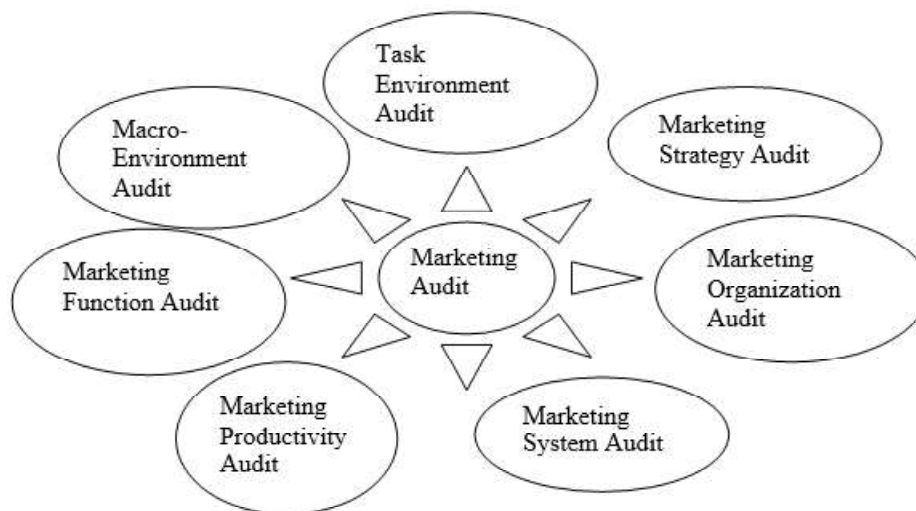 Task
Environment
Audit
Macro-
Environment
Audit
Marketing
Strategy Audit
Marketing
Function Audit
Marketing
Audit
Marketing
Organization
Audit
Marketing
Productivity
Audit
Marketing
System Audit